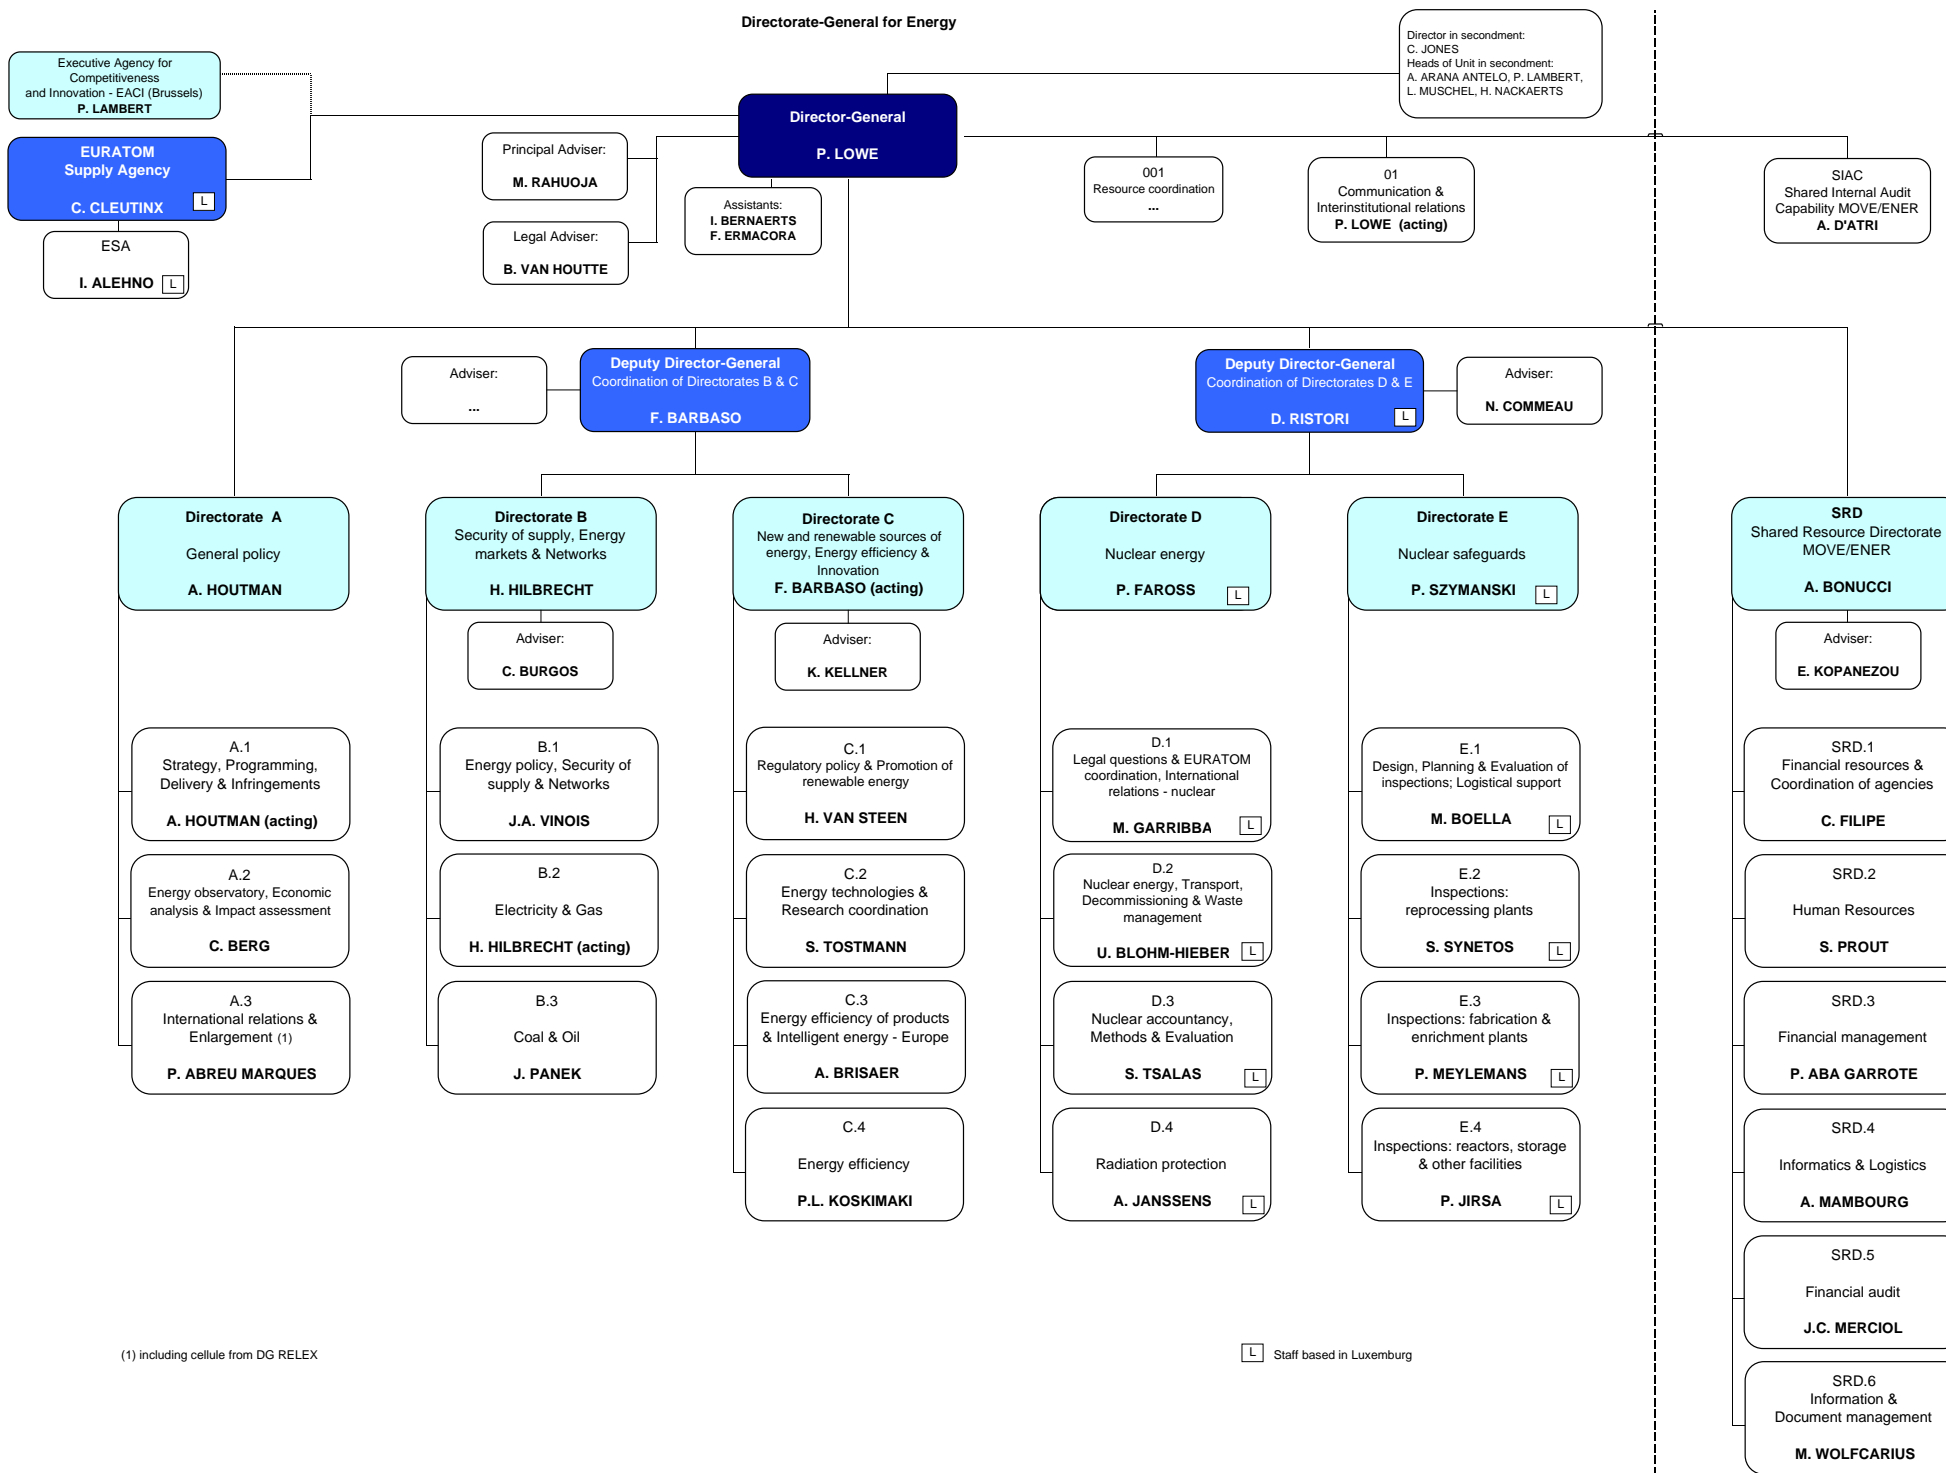 Directorate-General for Energy
Executive Agency for
Competitiveness
and Innovation - EACI (Brussels)
P. LAMBERT
EURATOM
Supply Agency
C. CLEUTINX
L
ESA
I. ALEHNO
L
Principal Adviser:
M. RAHUOJA
Legal Adviser:
B. VAN HOUTTE
Director-General
P. LOWE
Assistants:
I. BERNAERTS
F. ERMACORA
Director in secondment:
C. JONES
Heads of Unit in secondment:
A. ARANA ANTELO, P. LAMBERT,
L. MUSCHEL, H. NACKAERTS
001
Resource coordination
...
01
Communication &
Interinstitutional relations
P. LOWE (acting)
SIAC
Shared Internal Audit
Capability MOVE/ENER
A. D'ATRI
Adviser:
...
Deputy Director-General
Coordination of Directorates B & C
F. BARBASO
Deputy Director-General
Coordination of Directorates D & E
D. RISTORI
L
Adviser:
N. COMMEAU
Directorate A
General policy
A. HOUTMAN
Directorate B
Security of supply, Energy
markets & Networks
H. HILBRECHT
Directorate C
New and renewable sources of
energy, Energy efficiency &
Innovation
F. BARBASO (acting)
Directorate D
Nuclear energy
P. FAROSS
L
Directorate E
Nuclear safeguards
P. SZYMANSKI
L
SRD
Shared Resource Directorate
MOVE/ENER
A. BONUCCI
Adviser:
C. BURGOS
Adviser:
K. KELLNER
Adviser:
E. KOPANEZOU
A.1
Strategy, Programming,
Delivery & Infringements
A. HOUTMAN (acting)
B.1
Energy policy, Security of
supply & Networks
J.A. VINOIS
C.1
Regulatory policy & Promotion of
renewable energy
H. VAN STEEN
D.1
Legal questions & EURATOM
coordination, International
relations - nuclear
M. GARRIBBA
L
E.1
Design, Planning & Evaluation of
inspections; Logistical support
M. BOELLA
L
SRD.1
Financial resources &
Coordination of agencies
C. FILIPE
A.2
Energy observatory, Economic
analysis & Impact assessment
C. BERG
B.2
Electricity & Gas
H. HILBRECHT (acting)
C.2
Energy technologies &
Research coordination
S. TOSTMANN
D.2
Nuclear energy, Transport,
Decommissioning & Waste
management
U. BLOHM-HIEBER
L
E.2
Inspections:
reprocessing plants
S. SYNETOS
L
SRD.2
Human Resources
S. PROUT
A.3
International relations &
Enlargement (1)
P. ABREU MARQUES
B.3
Coal & Oil
J. PANEK
C.3
Energy efficiency of products
& Intelligent energy - Europe
A. BRISAER
D.3
Nuclear accountancy,
Methods & Evaluation
S. TSALAS
L
E.3
Inspections: fabrication &
enrichment plants
P. MEYLEMANS
L
SRD.3
Financial management
P. ABA GARROTE
C.4
Energy efficiency
P.L. KOSKIMAKI
D.4
Radiation protection
A. JANSSENS
L
E.4
Inspections: reactors, storage
& other facilities
P. JIRSA
L
SRD.4
Informatics & Logistics
A. MAMBOURG
SRD.5
Financial audit
J.C. MERCIOL
SRD.6
Information &
Document management
M. WOLFCARIUS
(1) including cellule from DG RELEX
L Staff based in Luxemburg